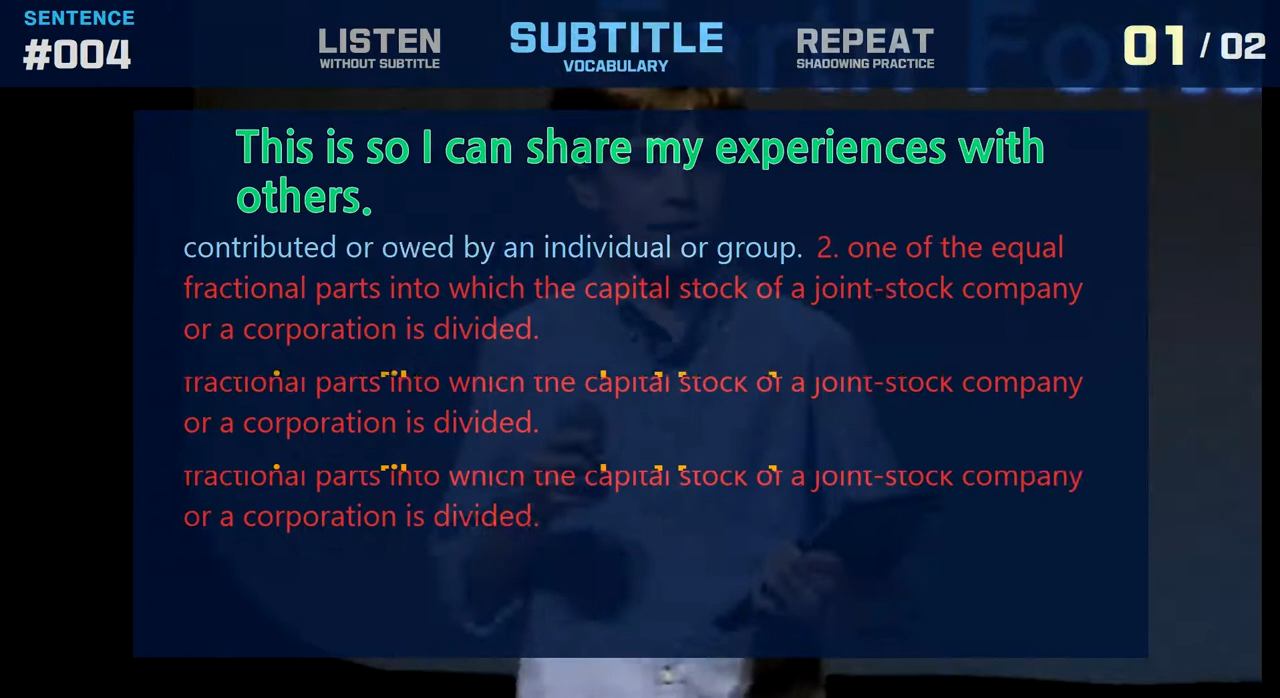 SENTENCE
#004
LISTEN
WITHOUT SUBTITLE
SUBTITLE
VOCABULARY
REPEAT
SHADOWING PRACTICE
01 / 02
This is so I can share my experiences with
others.
contributed or owed by an individual or group. 2. one of the equal
fractional parts into which the capital stock of a joint-stock company
or a corporation is divided.
fractional parts into which the capital stock of a joint-stock company
or a corporation is divided.
fractional parts into which the capital stock of a joint-stock company
or a corporation is divided.